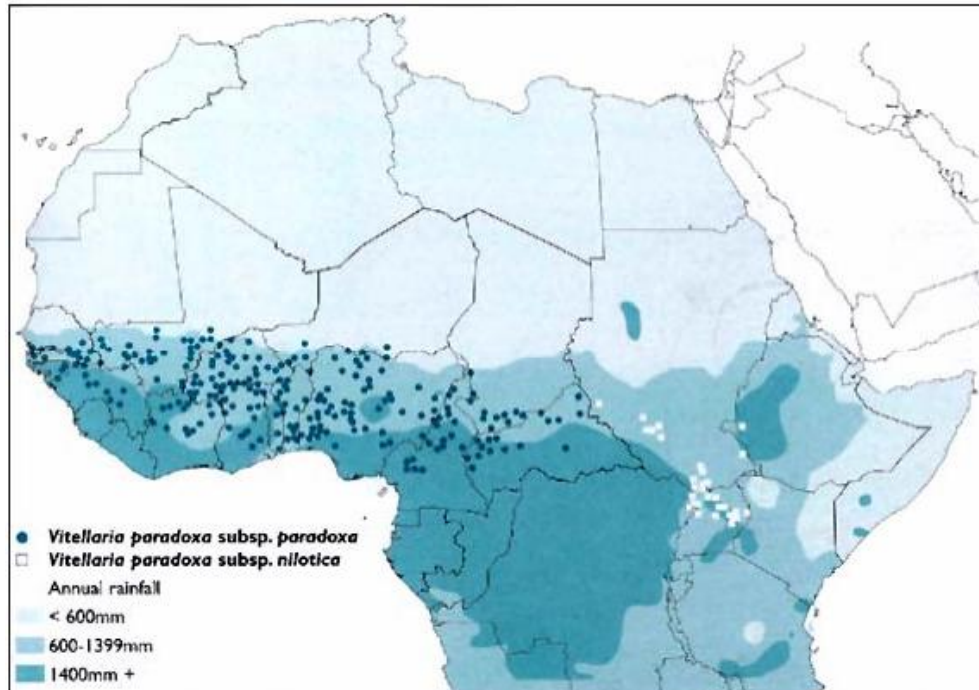 Vitellaria paradoxa subsp. paradoxa
Vitellaria paradoxa subsp. nilotica
Annual rainfall
< 600mm
600-1399mm
1400mm +